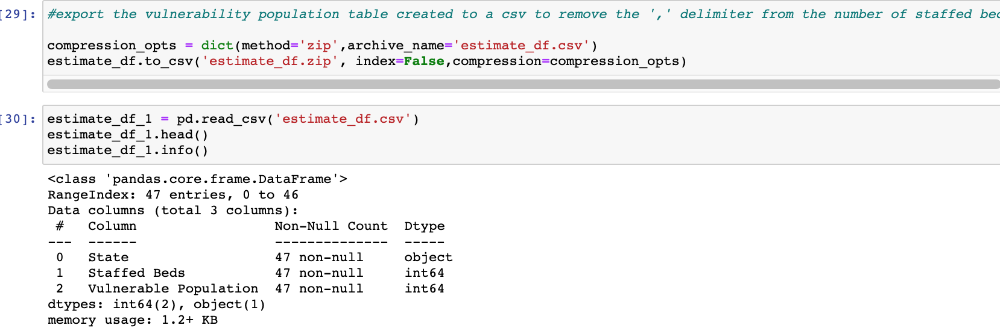 [29]: #export the vulnerability population table created to a csv to remove the ',' delimiter from the number of staffed
compression_opts = dict(method='zip',archive_name='estimate_df.csv')
estimate_df.to_csv('estimate_df.zip', index=False,compression=compression_opts)
[30]: estimate_df_1 = pd.read_csv('estimate_df.csv')
estimate_df_1.head()
estimate_df_1.info()
<class 'pandas.core.frame.DataFrame'>
RangeIndex: 47 entries, 0 to 46
Data columns (total 3 columns):
 #   Column                 Non-Null Count  Dtype
---  ------                 --------------  -----
 0   State                  47 non-null     object
 1   Staffed Beds           47 non-null     int64
 2   Vulnerable Population  47 non-null     int64
dtypes: int64(2), object(1)
memory usage: 1.2+ KB